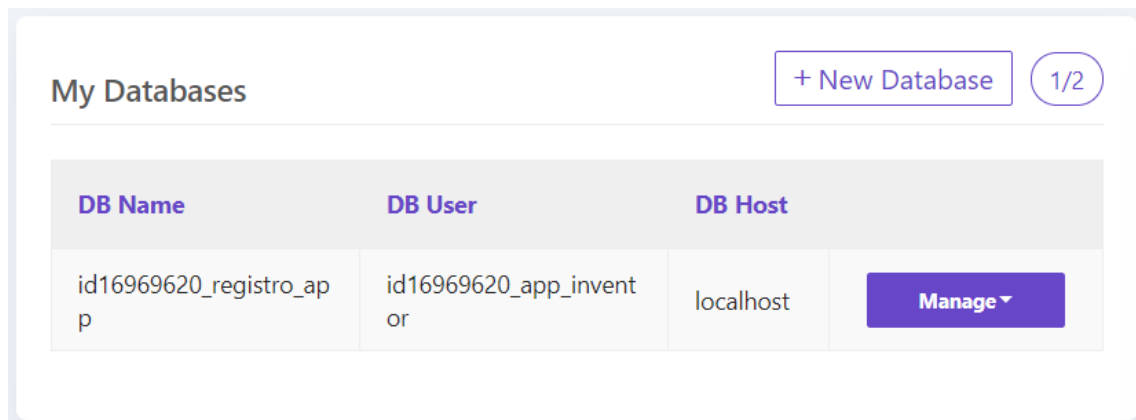 My Databases
+ New Database
1/2
DB Name
DB User
DB Host
id16969620_registro_ap
p
id16969620_app_invent
or
localhost
Manage